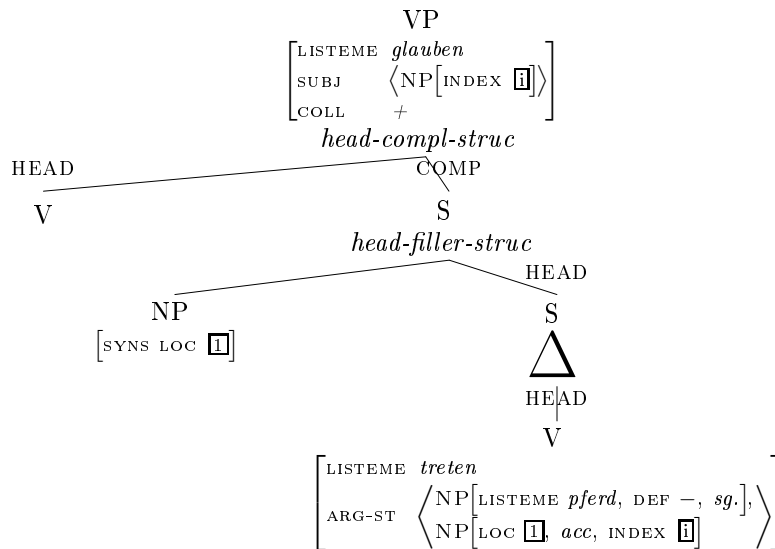 VP
LISTEME glauben
SUBJ ⟨NP[INDEX i]⟩
COLL +
head-compl-struc
HEAD COMP
V S
head-filler-struc
HEAD
NP S
[SYNS LOC 1]
HEAD
V
LISTEME treten
ARG-ST ⟨NP[LISTEME pferd, DEF −, sg.],
NP[LOC 1, acc, INDEX i]⟩